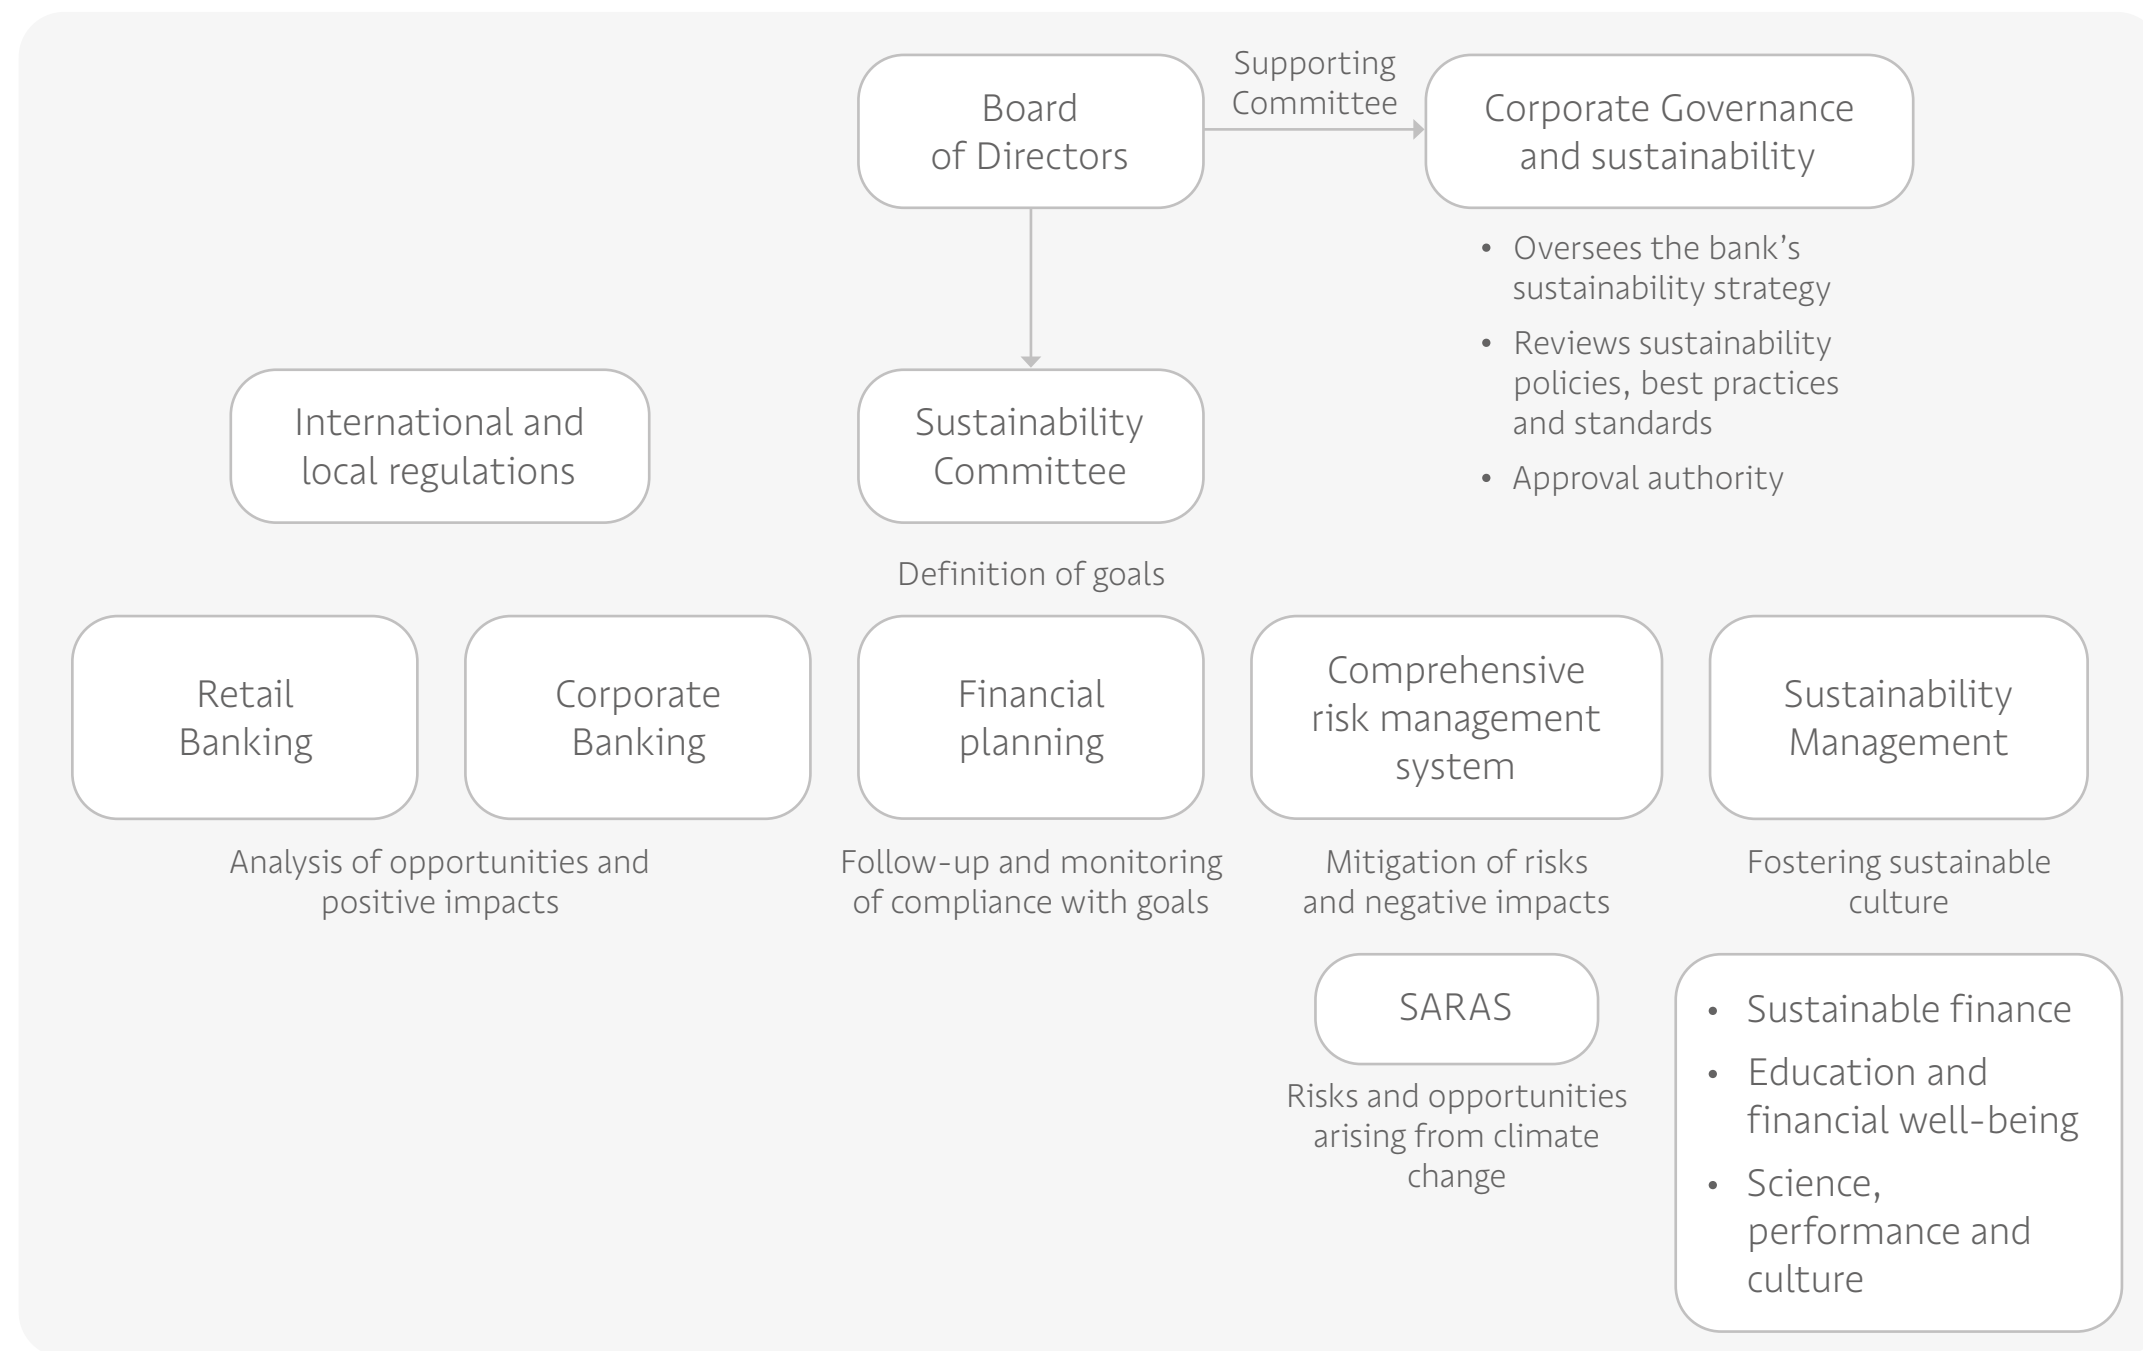 Board
of Directors
Supporting
Committee
Corporate Governance
and sustainability
• Oversees the bank’s
sustainability strategy
• Reviews sustainability
policies, best practices
and standards
• Approval authority
International and
local regulations
Sustainability
Committee
Definition of goals
Retail
Banking
Corporate
Banking
Financial
planning
Comprehensive
risk management
system
Sustainability
Management
Analysis of opportunities and
positive impacts
Follow-up and monitoring
of compliance with goals
Mitigation of risks
and negative impacts
Fostering sustainable
culture
SARAS
Risks and opportunities
arising from climate
change
• Sustainable finance
• Education and
financial well-being
• Science,
performance and
culture